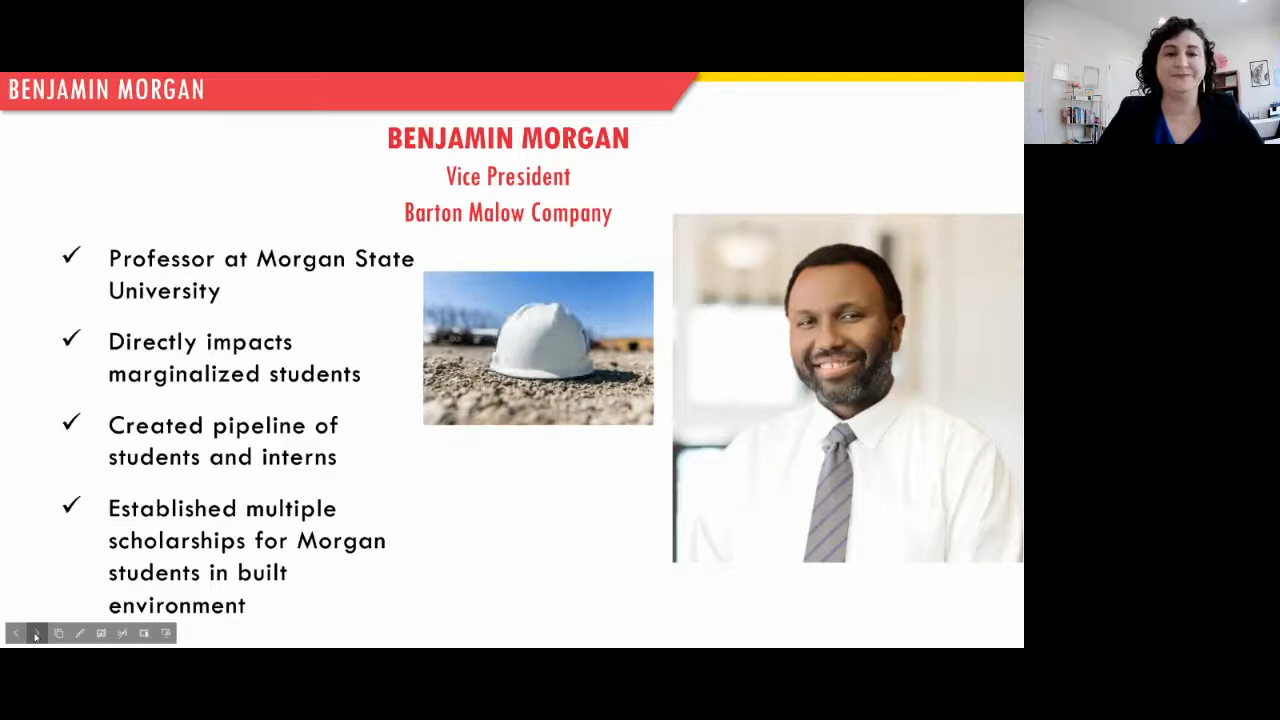 BENJAMIN MORGAN
BENJAMIN MORGAN
Vice President
Barton Malow Company
✓ Professor at Morgan State
University
✓ Directly impacts
marginalized students
✓ Created pipeline of
students and interns
✓ Established multiple
scholarships for Morgan
students in built
environment